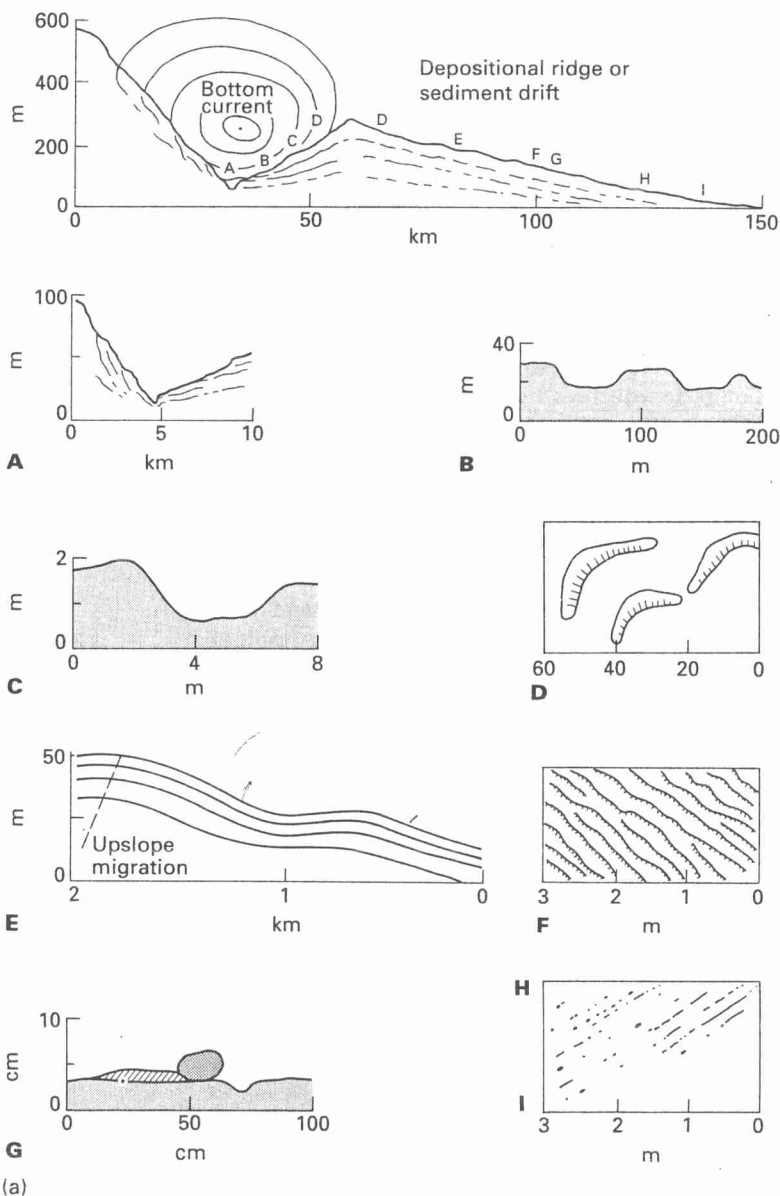 600
400
200
0
m
Bottom
current
Depositional ridge or
sediment drift
A B C D D E F G H I
0 50 100 150
km
100
0
m
0 5 10
km
A
40
0
m
0 100 200
m
B
2
0
m
0 4 8
m
C
60 40 20 0
D
50
0
m
Upslope
migration
2 1 0
km
E
3 2 1 0
m
F
10
0
cm
0 50 100
cm
G
H
I
3 2 1 0
m
(a)